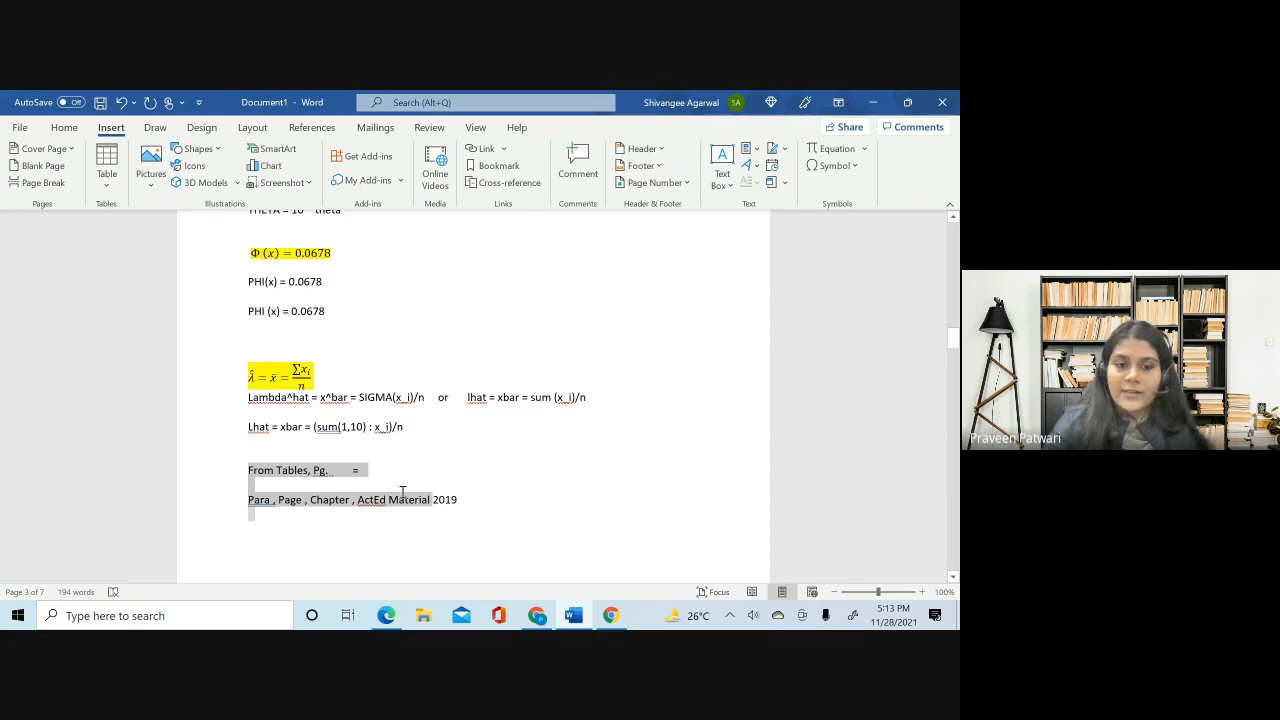 AutoSave Off Document1 - Word Search (Alt+Q) Shivangee Agarwal SA
File Home Insert Draw Design Layout References Mailings Review View Help Share Comments
Cover Page
Blank Page
Page Break
Pages
Table
Tables
Pictures
Shapes
Icons
3D Models
SmartArt
Chart
Screenshot
Illustrations
Get Add-ins
My Add-ins
Add-ins
Online Videos
Media
Link
Bookmark
Cross-reference
Links
Comment
Comments
Header
Footer
Page Number
Header & Footer
A
Text Box
Text
Equation
Symbol
Symbols
THETA = 10 theta
Φ (x) = 0.0678
PHI(x) = 0.0678
PHI (x) = 0.0678
λ̂ = x̄ = ∑xᵢ/n
Lambda^hat = x^bar = SIGMA(x_i)/n or lhat = xbar = sum (x_i)/n
Lhat = xbar = (sum(1,10) : x_i)/n
From Tables, Pg. =
Para , Page , Chapter , ActEd Material 2019
Praveen Patwari
Page 3 of 7 194 words Focus 100%
Type here to search 26°C 5:13 PM
11/28/2021